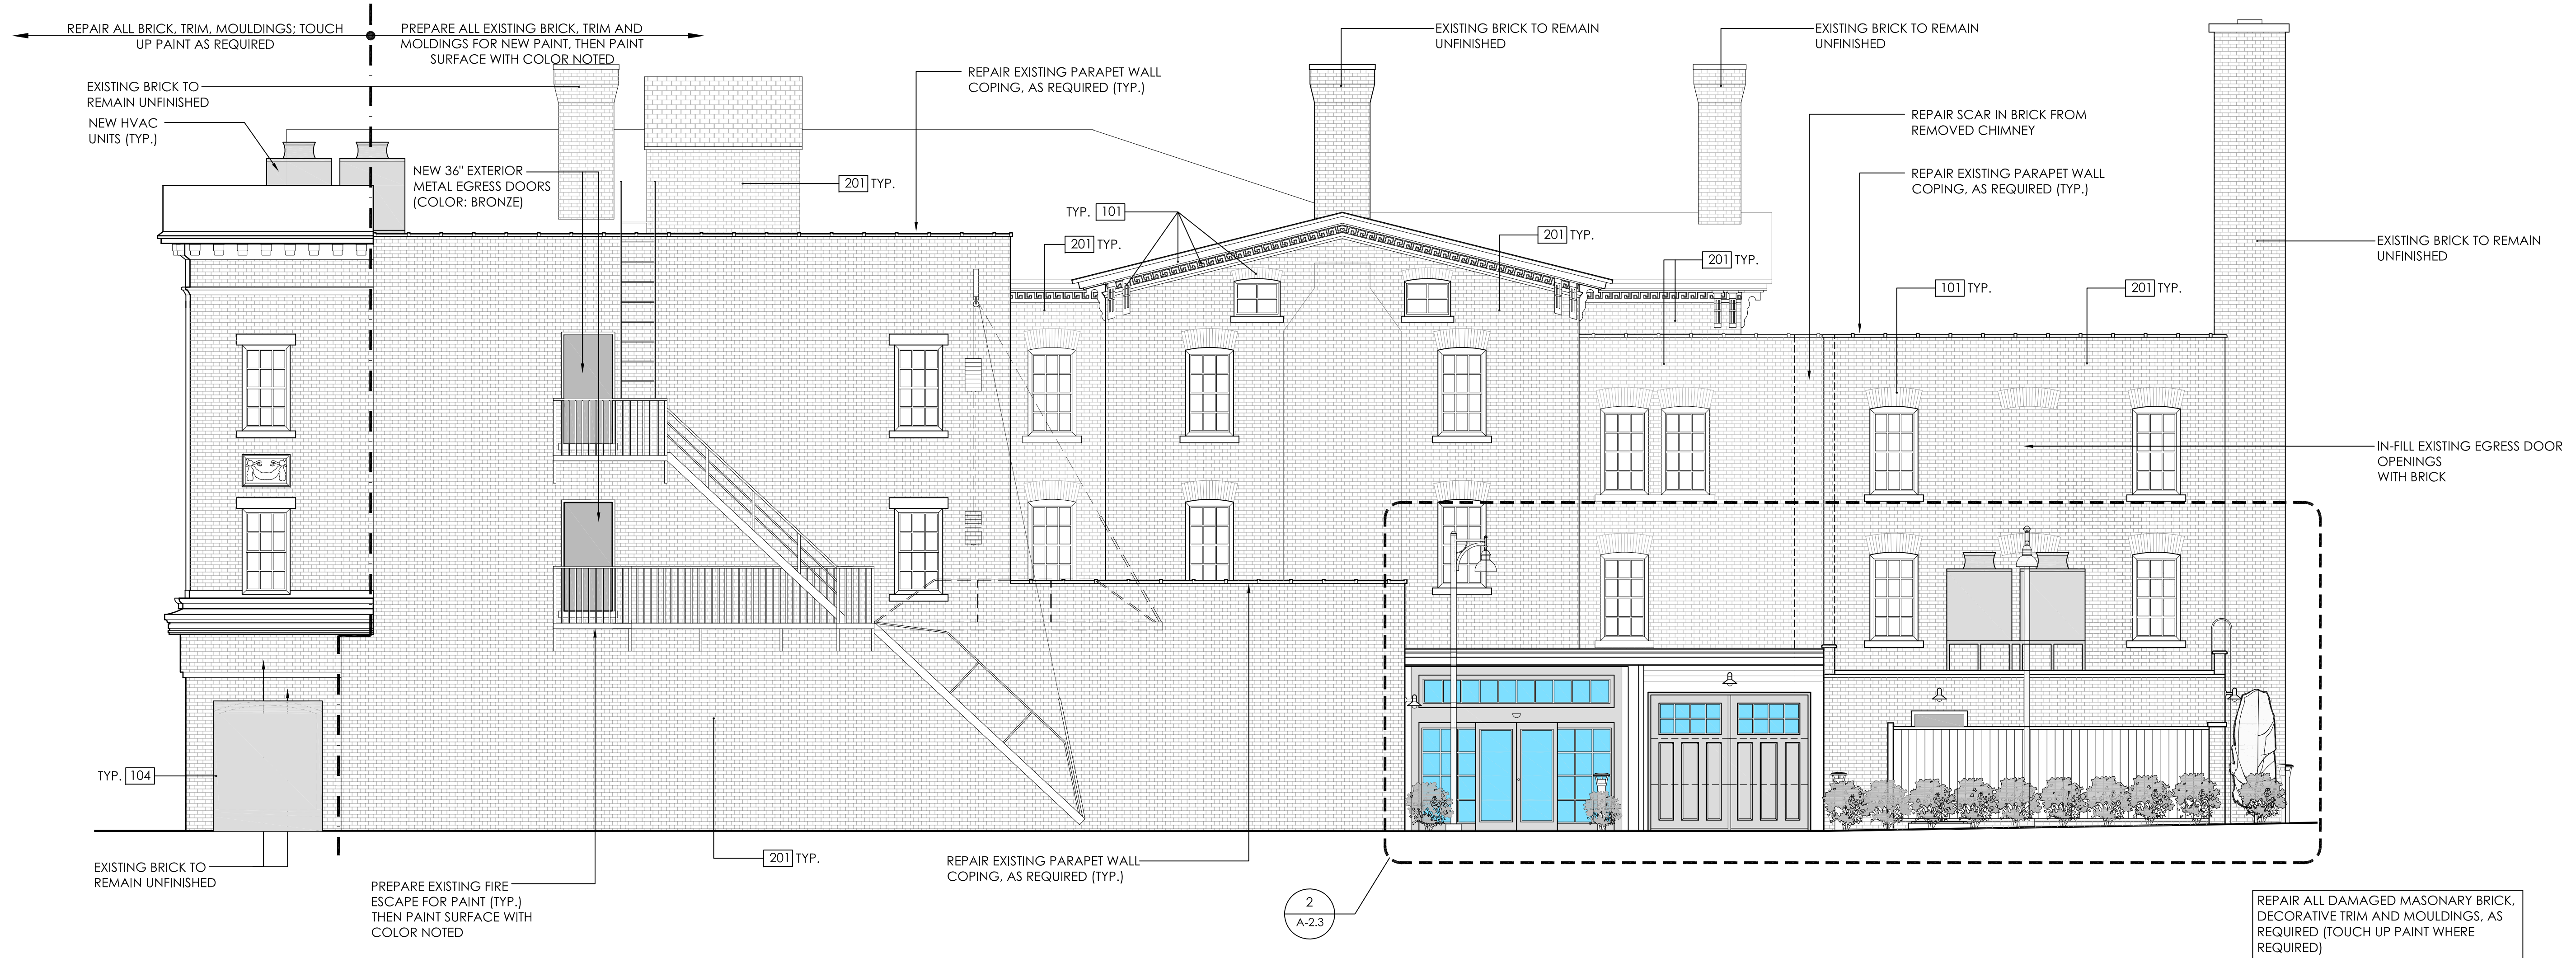 REPAIR ALL BRICK, TRIM, MOULDINGS; TOUCH
UP PAINT AS REQUIRED
PREPARE ALL EXISTING BRICK, TRIM AND
MOLDINGS FOR NEW PAINT, THEN PAINT
SURFACE WITH COLOR NOTED
EXISTING BRICK TO REMAIN
UNFINISHED
EXISTING BRICK TO REMAIN
UNFINISHED
EXISTING BRICK TO
REMAIN UNFINISHED
NEW HVAC
UNITS (TYP.)
REPAIR EXISTING PARAPET WALL
COPING, AS REQUIRED (TYP.)
REPAIR SCAR IN BRICK FROM
REMOVED CHIMNEY
NEW 36" EXTERIOR
METAL EGRESS DOORS
(COLOR: BRONZE)
201 TYP.
REPAIR EXISTING PARAPET WALL
COPING, AS REQUIRED (TYP.)
TYP. 101
201 TYP.
201 TYP.
201 TYP.
EXISTING BRICK TO REMAIN
UNFINISHED
101 TYP.
201 TYP.
IN-FILL EXISTING EGRESS DOOR
OPENINGS
WITH BRICK
TYP. 104
EXISTING BRICK TO
REMAIN UNFINISHED
PREPARE EXISTING FIRE
ESCAPE FOR PAINT (TYP.)
THEN PAINT SURFACE WITH
COLOR NOTED
201 TYP.
REPAIR EXISTING PARAPET WALL
COPING, AS REQUIRED (TYP.)
2
A-2.3
REPAIR ALL DAMAGED MASONARY BRICK,
DECORATIVE TRIM AND MOULDINGS, AS
REQUIRED (TOUCH UP PAINT WHERE
REQUIRED)